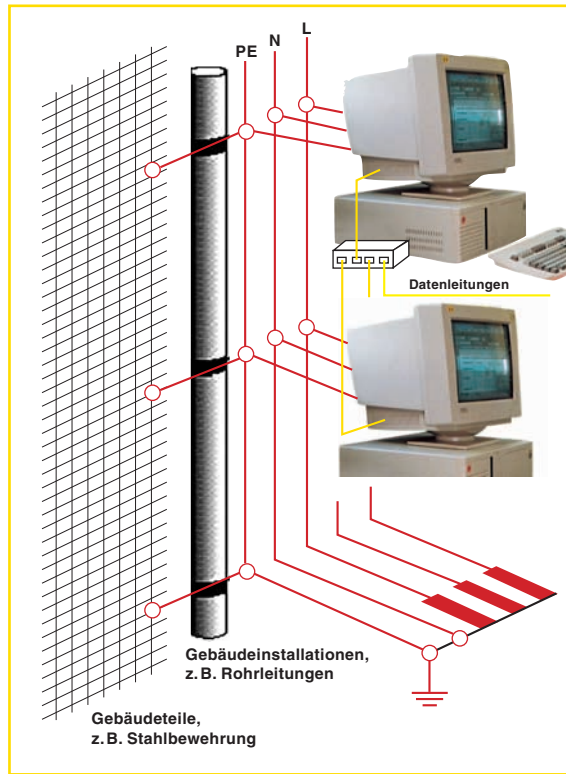 PE
N
L
Datenleitungen
Gebäudeinstallationen,
z. B. Rohrleitungen
Gebäudeteile,
z. B. Stahlbewehrung